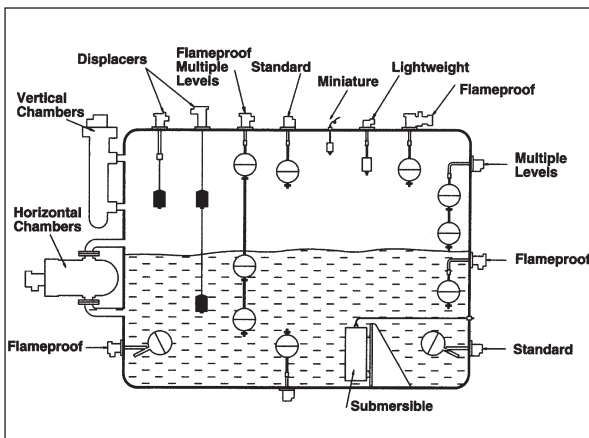 Displacers
Flameproof
Multiple
Levels
Standard
Miniature
Lightweight
Flameproof
Vertical
Chambers
Multiple
Levels
Horizontal
Chambers
Flameproof
Flameproof
Standard
Submersible